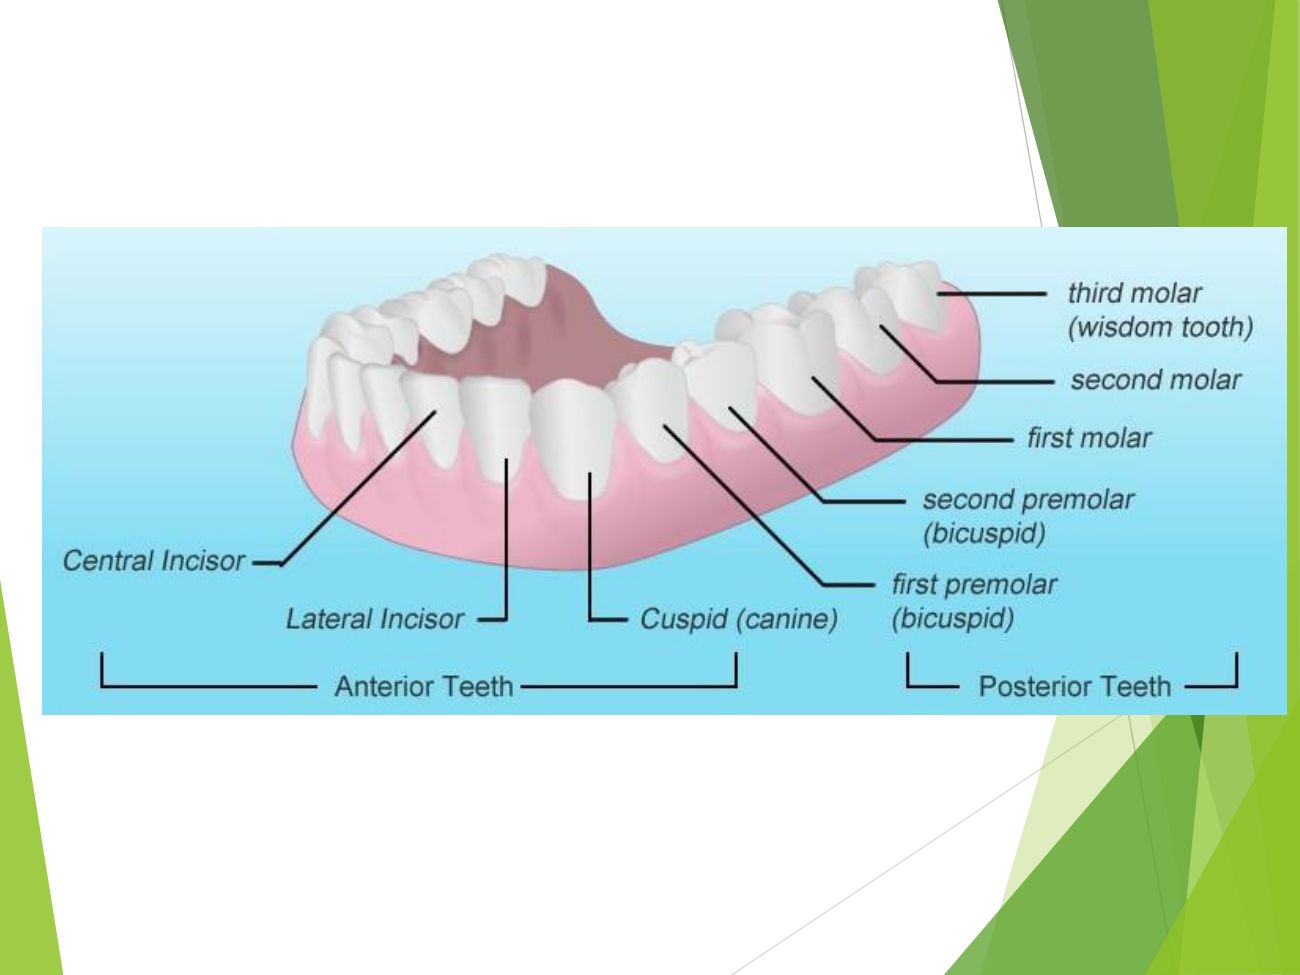 third molar
(wisdom tooth)
second molar
first molar
second premolar
(bicuspid)
first premolar
(bicuspid)
Central Incisor
Lateral Incisor
Cuspid (canine)
Anterior Teeth
Posterior Teeth